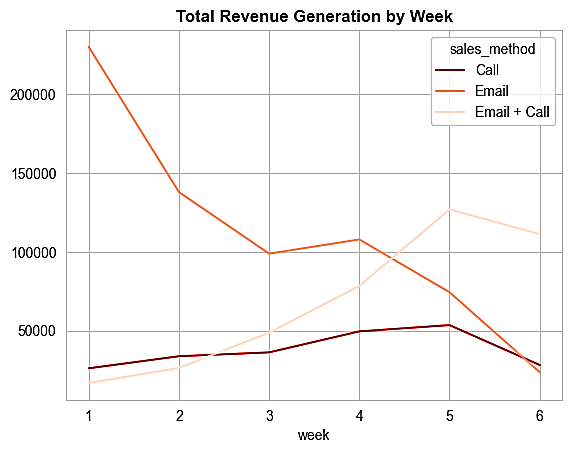 Total Revenue Generation by Week
sales_method
Call
Email
Email + Call
200000
150000
100000
50000
1 2 3 4 5 6
week